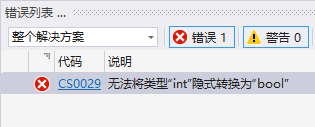 错误列表 ...
整个解决方案 错误 1 警告 0
代码 说明
CS0029 无法将类型“int”隐式转换为“bool”